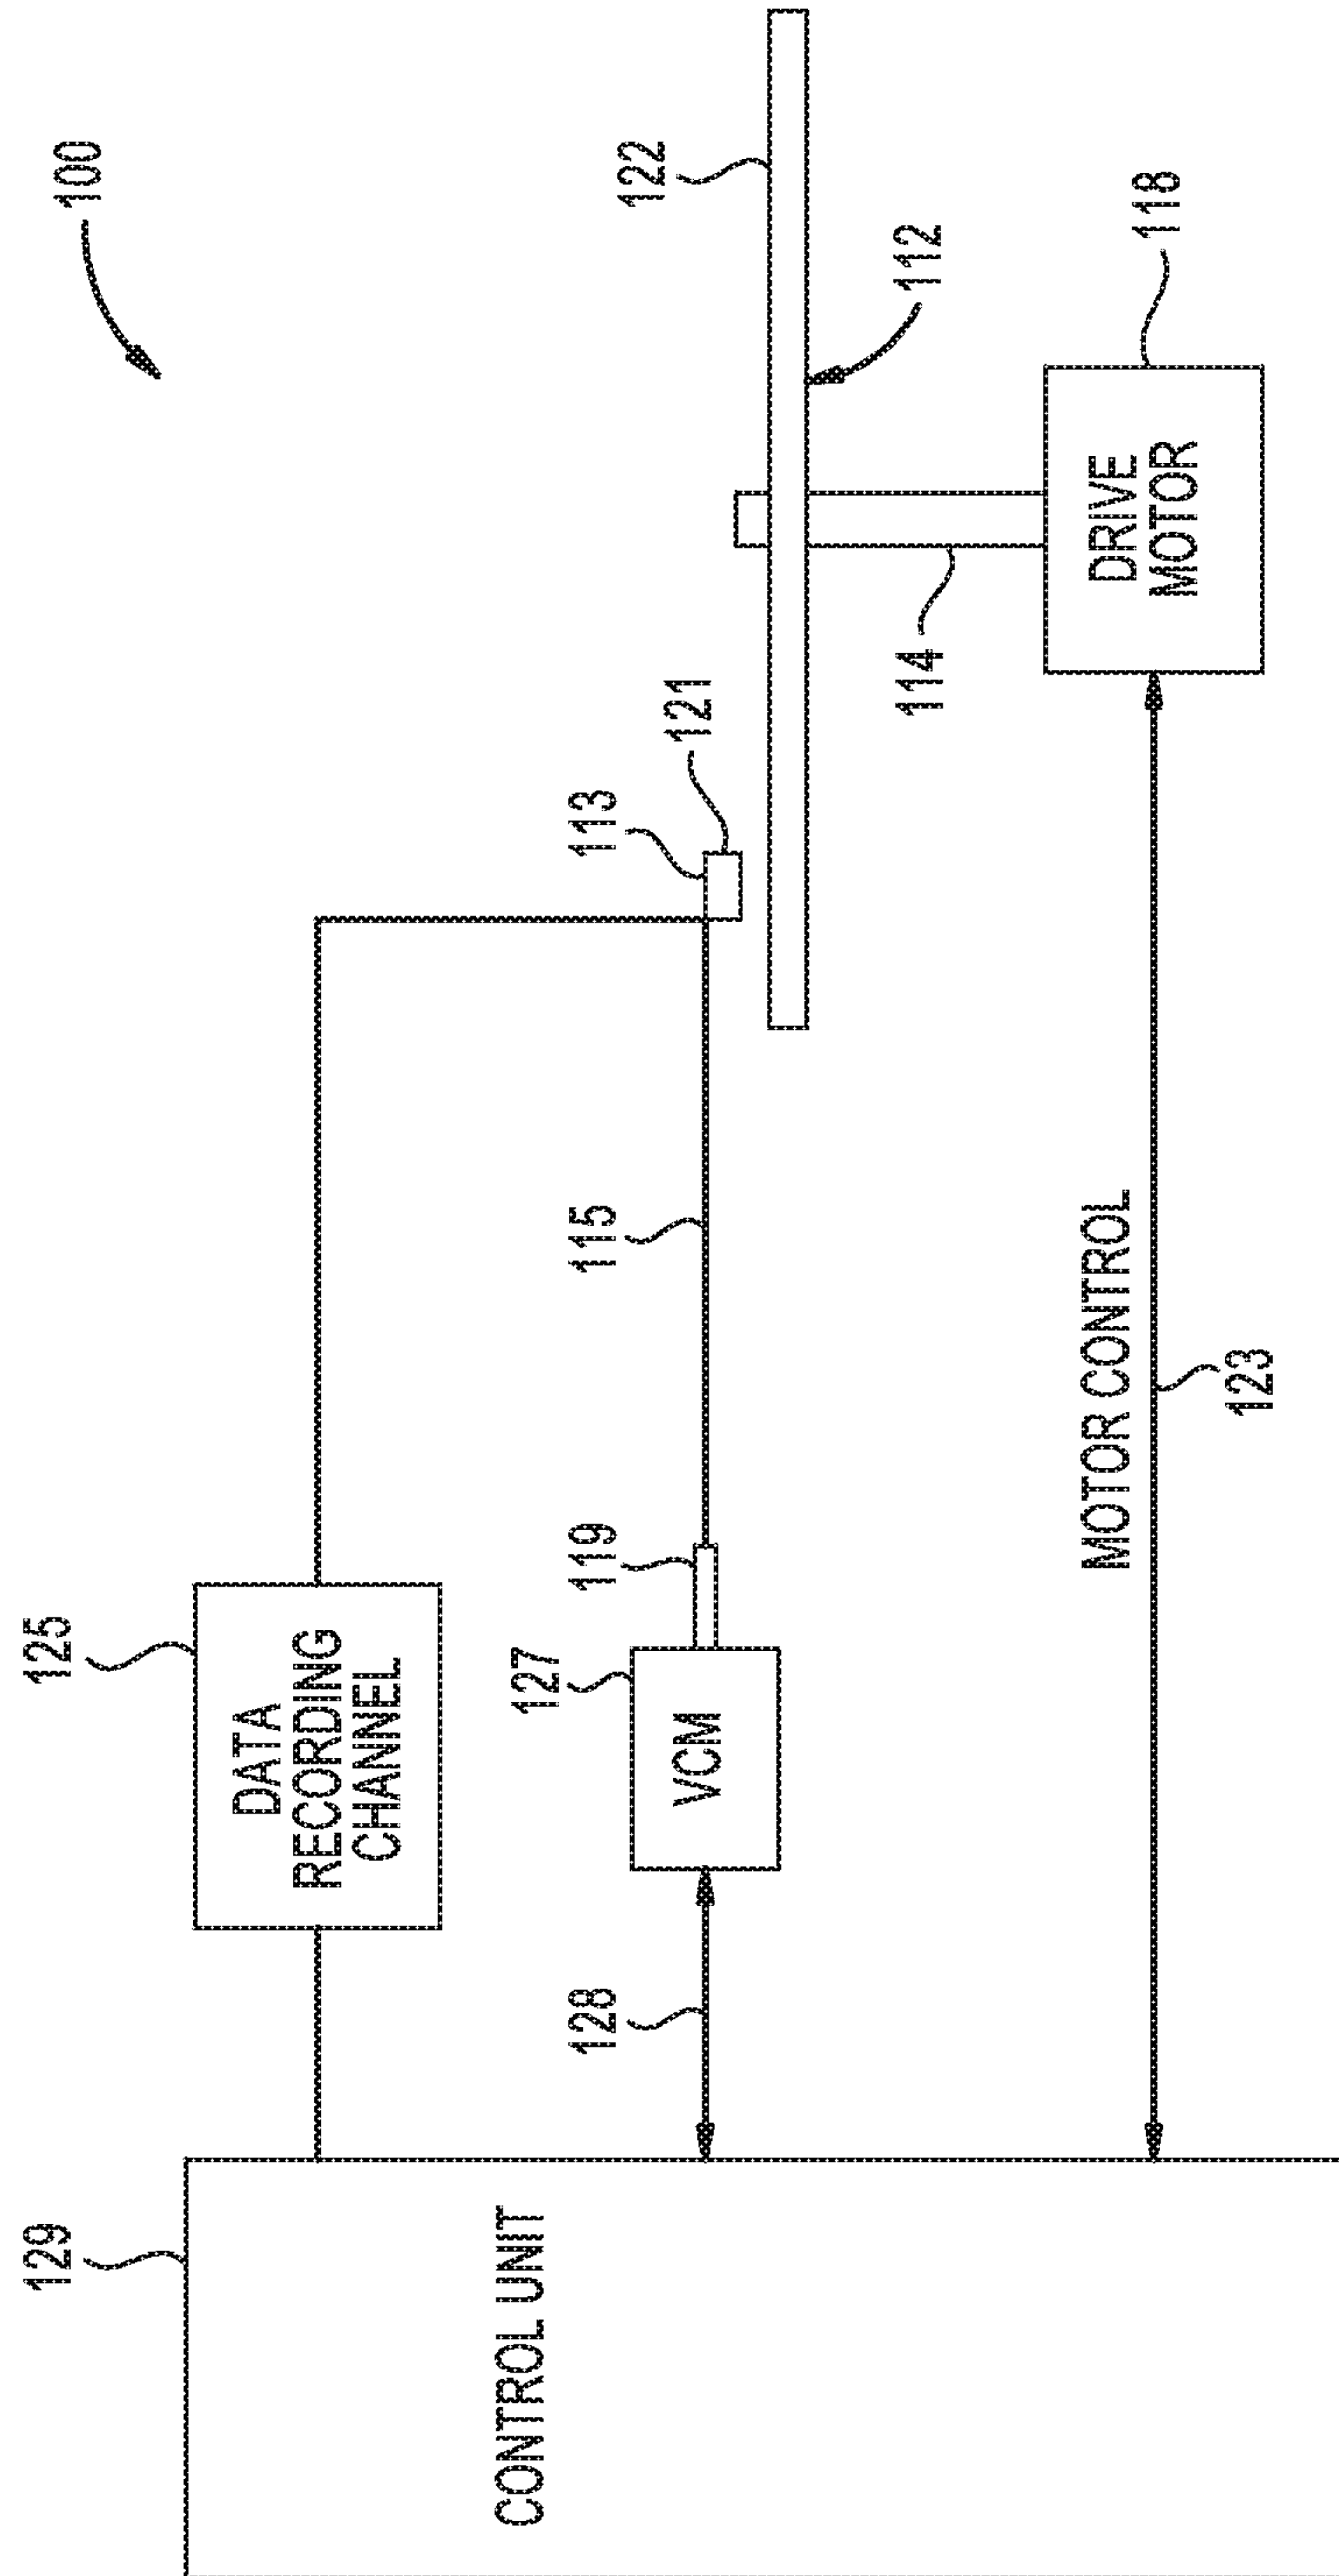 100
129
125
DATA
RECORDING
CHANNEL
CONTROL UNIT
128
127
VCM
119
115
113
121
122
112
114
DRIVE
MOTOR
118
MOTOR CONTROL
123